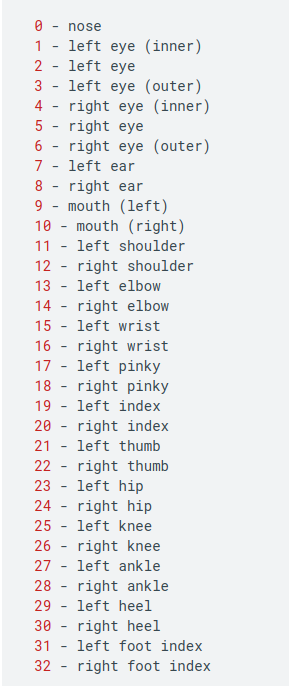 0 - nose
1 - left eye (inner)
2 - left eye
3 - left eye (outer)
4 - right eye (inner)
5 - right eye
6 - right eye (outer)
7 - left ear
8 - right ear
9 - mouth (left)
10 - mouth (right)
11 - left shoulder
12 - right shoulder
13 - left elbow
14 - right elbow
15 - left wrist
16 - right wrist
17 - left pinky
18 - right pinky
19 - left index
20 - right index
21 - left thumb
22 - right thumb
23 - left hip
24 - right hip
25 - left knee
26 - right knee
27 - left ankle
28 - right ankle
29 - left heel
30 - right heel
31 - left foot index
32 - right foot index